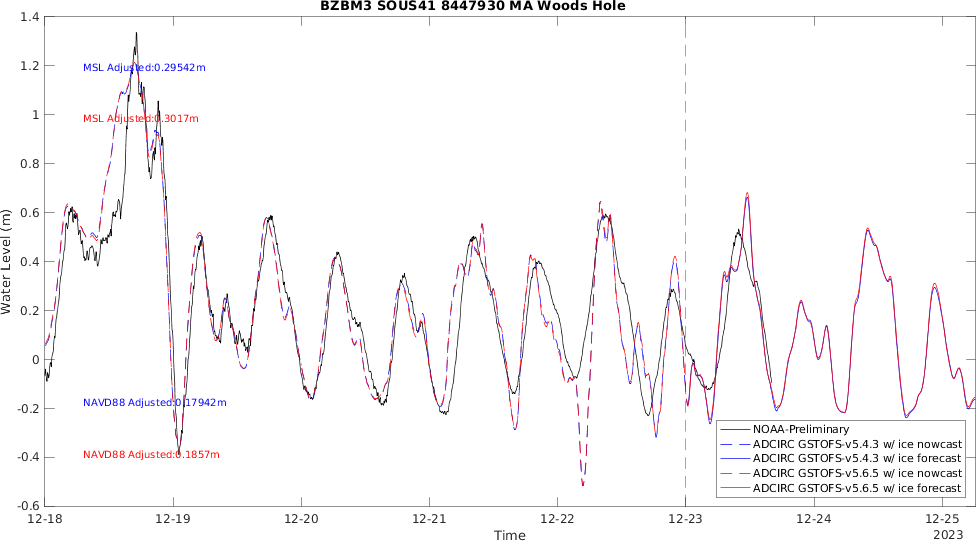 BZBM3 SOUS41 8447930 MA Woods Hole
1.4
1.2
1
0.8
0.6
0.4
0.2
0
-0.2
-0.4
-0.6
Water Level (m)
MSL Adjusted:0.29542m
MSL Adjusted:0.3017m
NAVD88 Adjusted:0.17942m
NAVD88 Adjusted:0.1857m
NOAA-Preliminary
ADCIRC GSTOFS-v5.4.3 w/ ice nowcast
ADCIRC GSTOFS-v5.4.3 w/ ice forecast
ADCIRC GSTOFS-v5.6.5 w/ ice nowcast
ADCIRC GSTOFS-v5.6.5 w/ ice forecast
12-18 12-19 12-20 12-21 12-22 12-23 12-24 12-25
Time
2023